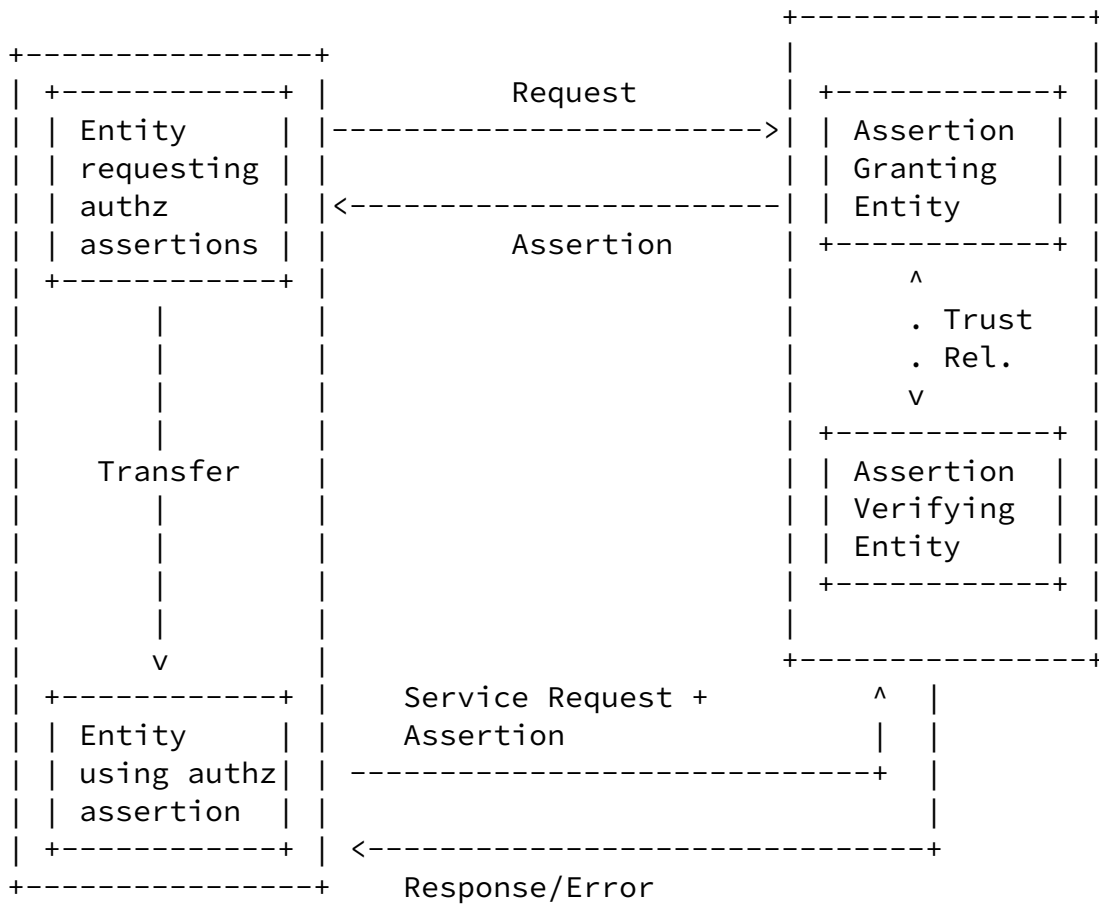 Request
Entity
requesting
authz
assertions
Assertion
Granting
Entity
Assertion
. Trust
. Rel.
Transfer
Assertion
Verifying
Entity
Service Request +
Assertion
Entity
using authz
assertion
Response/Error